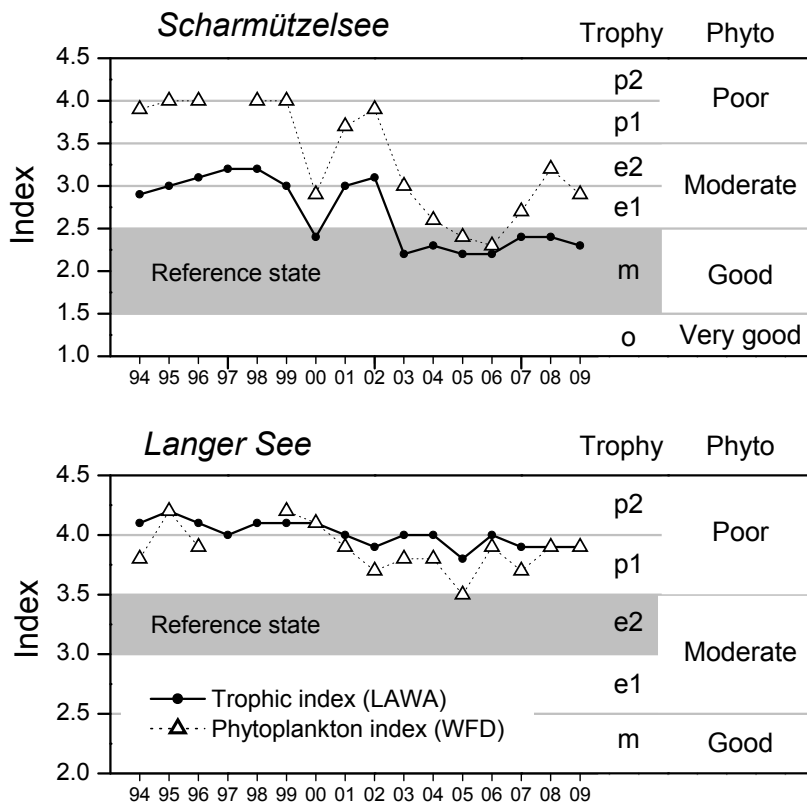 Scharmützelsee Trophy Phyto
4.5
4.0
3.5
3.0
2.5
2.0
1.5
1.0
Index
p2
p1
e2
e1
m
o
Poor
Moderate
Good
Very good
Reference state
94 95 96 97 98 99 00 01 02 03 04 05 06 07 08 09
Langer See Trophy Phyto
4.5
4.0
3.5
3.0
2.5
2.0
Index
p2
p1
e2
e1
m
Poor
Moderate
Good
Reference state
Trophic index (LAWA)
Phytoplankton index (WFD)
94 95 96 97 98 99 00 01 02 03 04 05 06 07 08 09